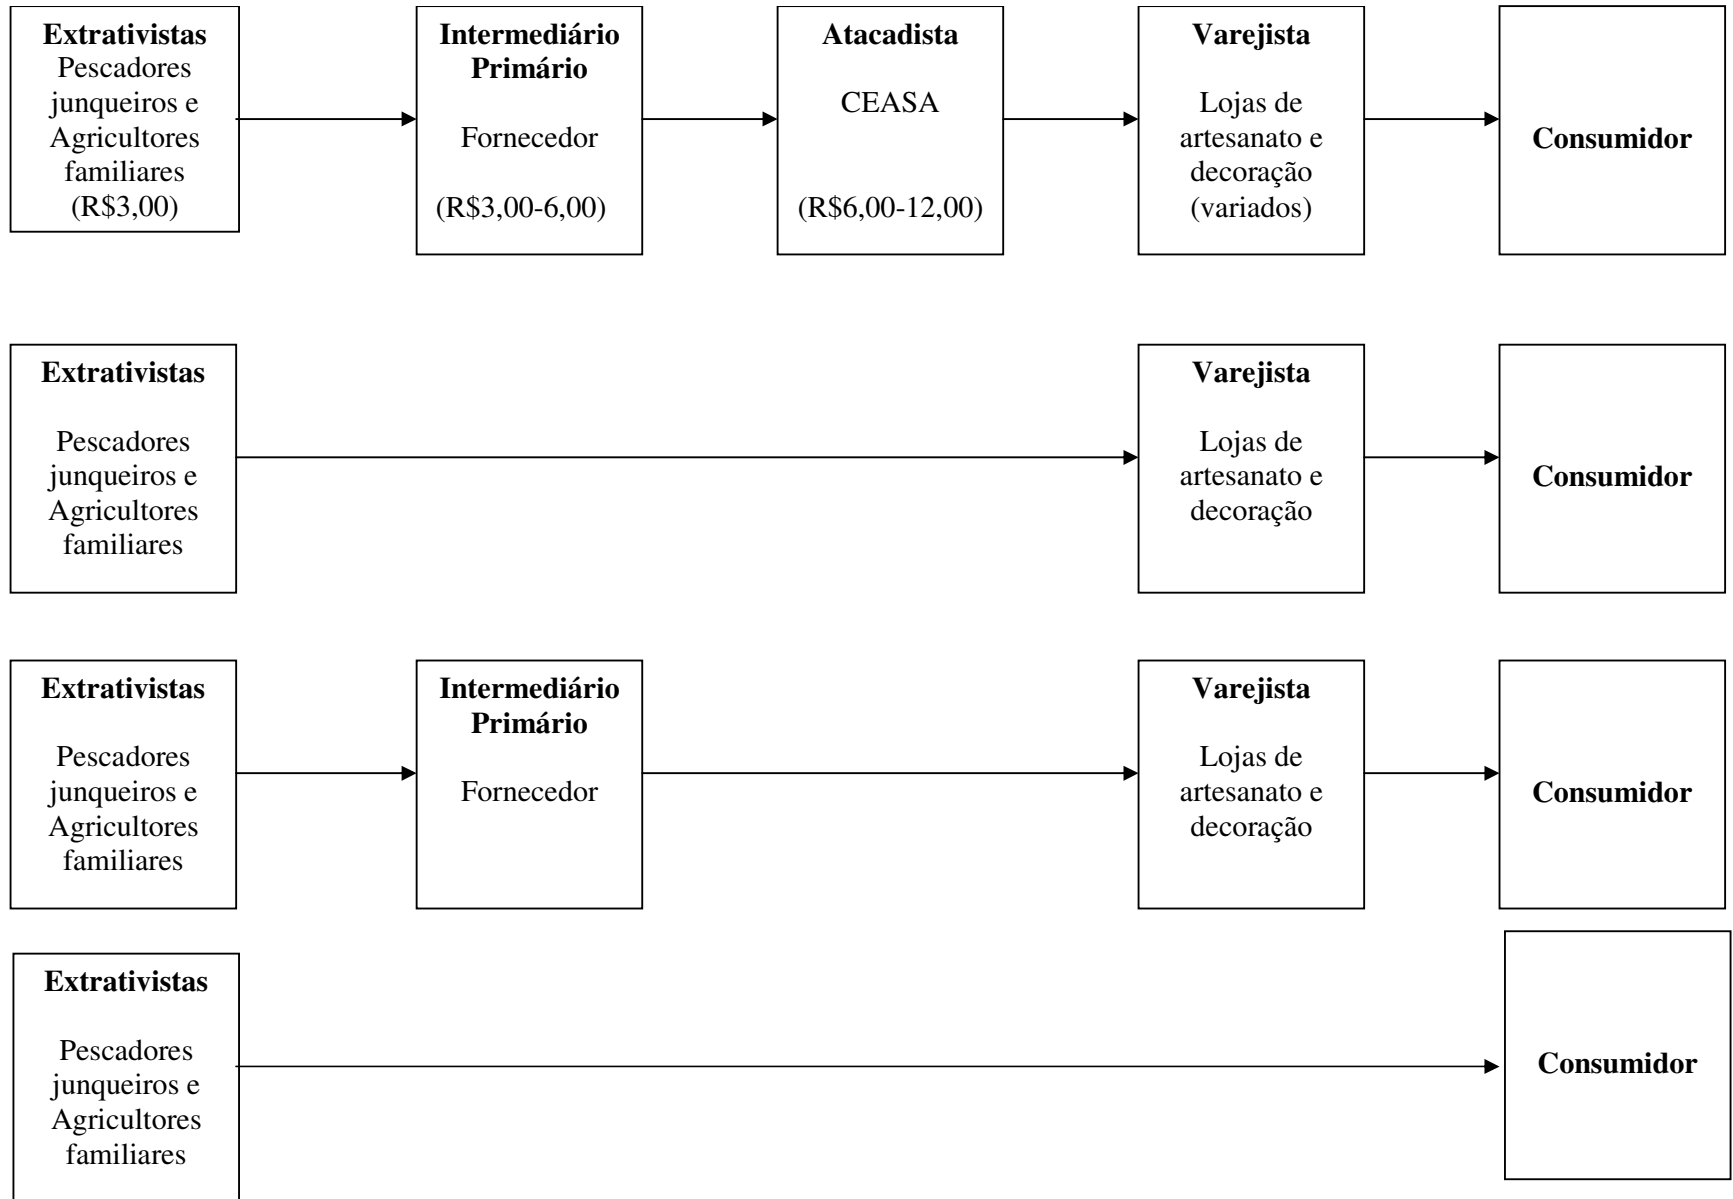 Extrativistas
Pescadores
junqueiros e
Agricultores
familiares
(R$3,00)
Intermediário
Primário
Fornecedor
(R$3,00-6,00)
Atacadista
CEASA
(R$6,00-12,00)
Varejista
Lojas de
artesanato e
decoração
(variados)
Consumidor
Extrativistas
Pescadores
junqueiros e
Agricultores
familiares
Varejista
Lojas de
artesanato e
decoração
Consumidor
Extrativistas
Pescadores
junqueiros e
Agricultores
familiares
Intermediário
Primário
Fornecedor
Varejista
Lojas de
artesanato e
decoração
Consumidor
Extrativistas
Pescadores
junqueiros e
Agricultores
familiares
Consumidor